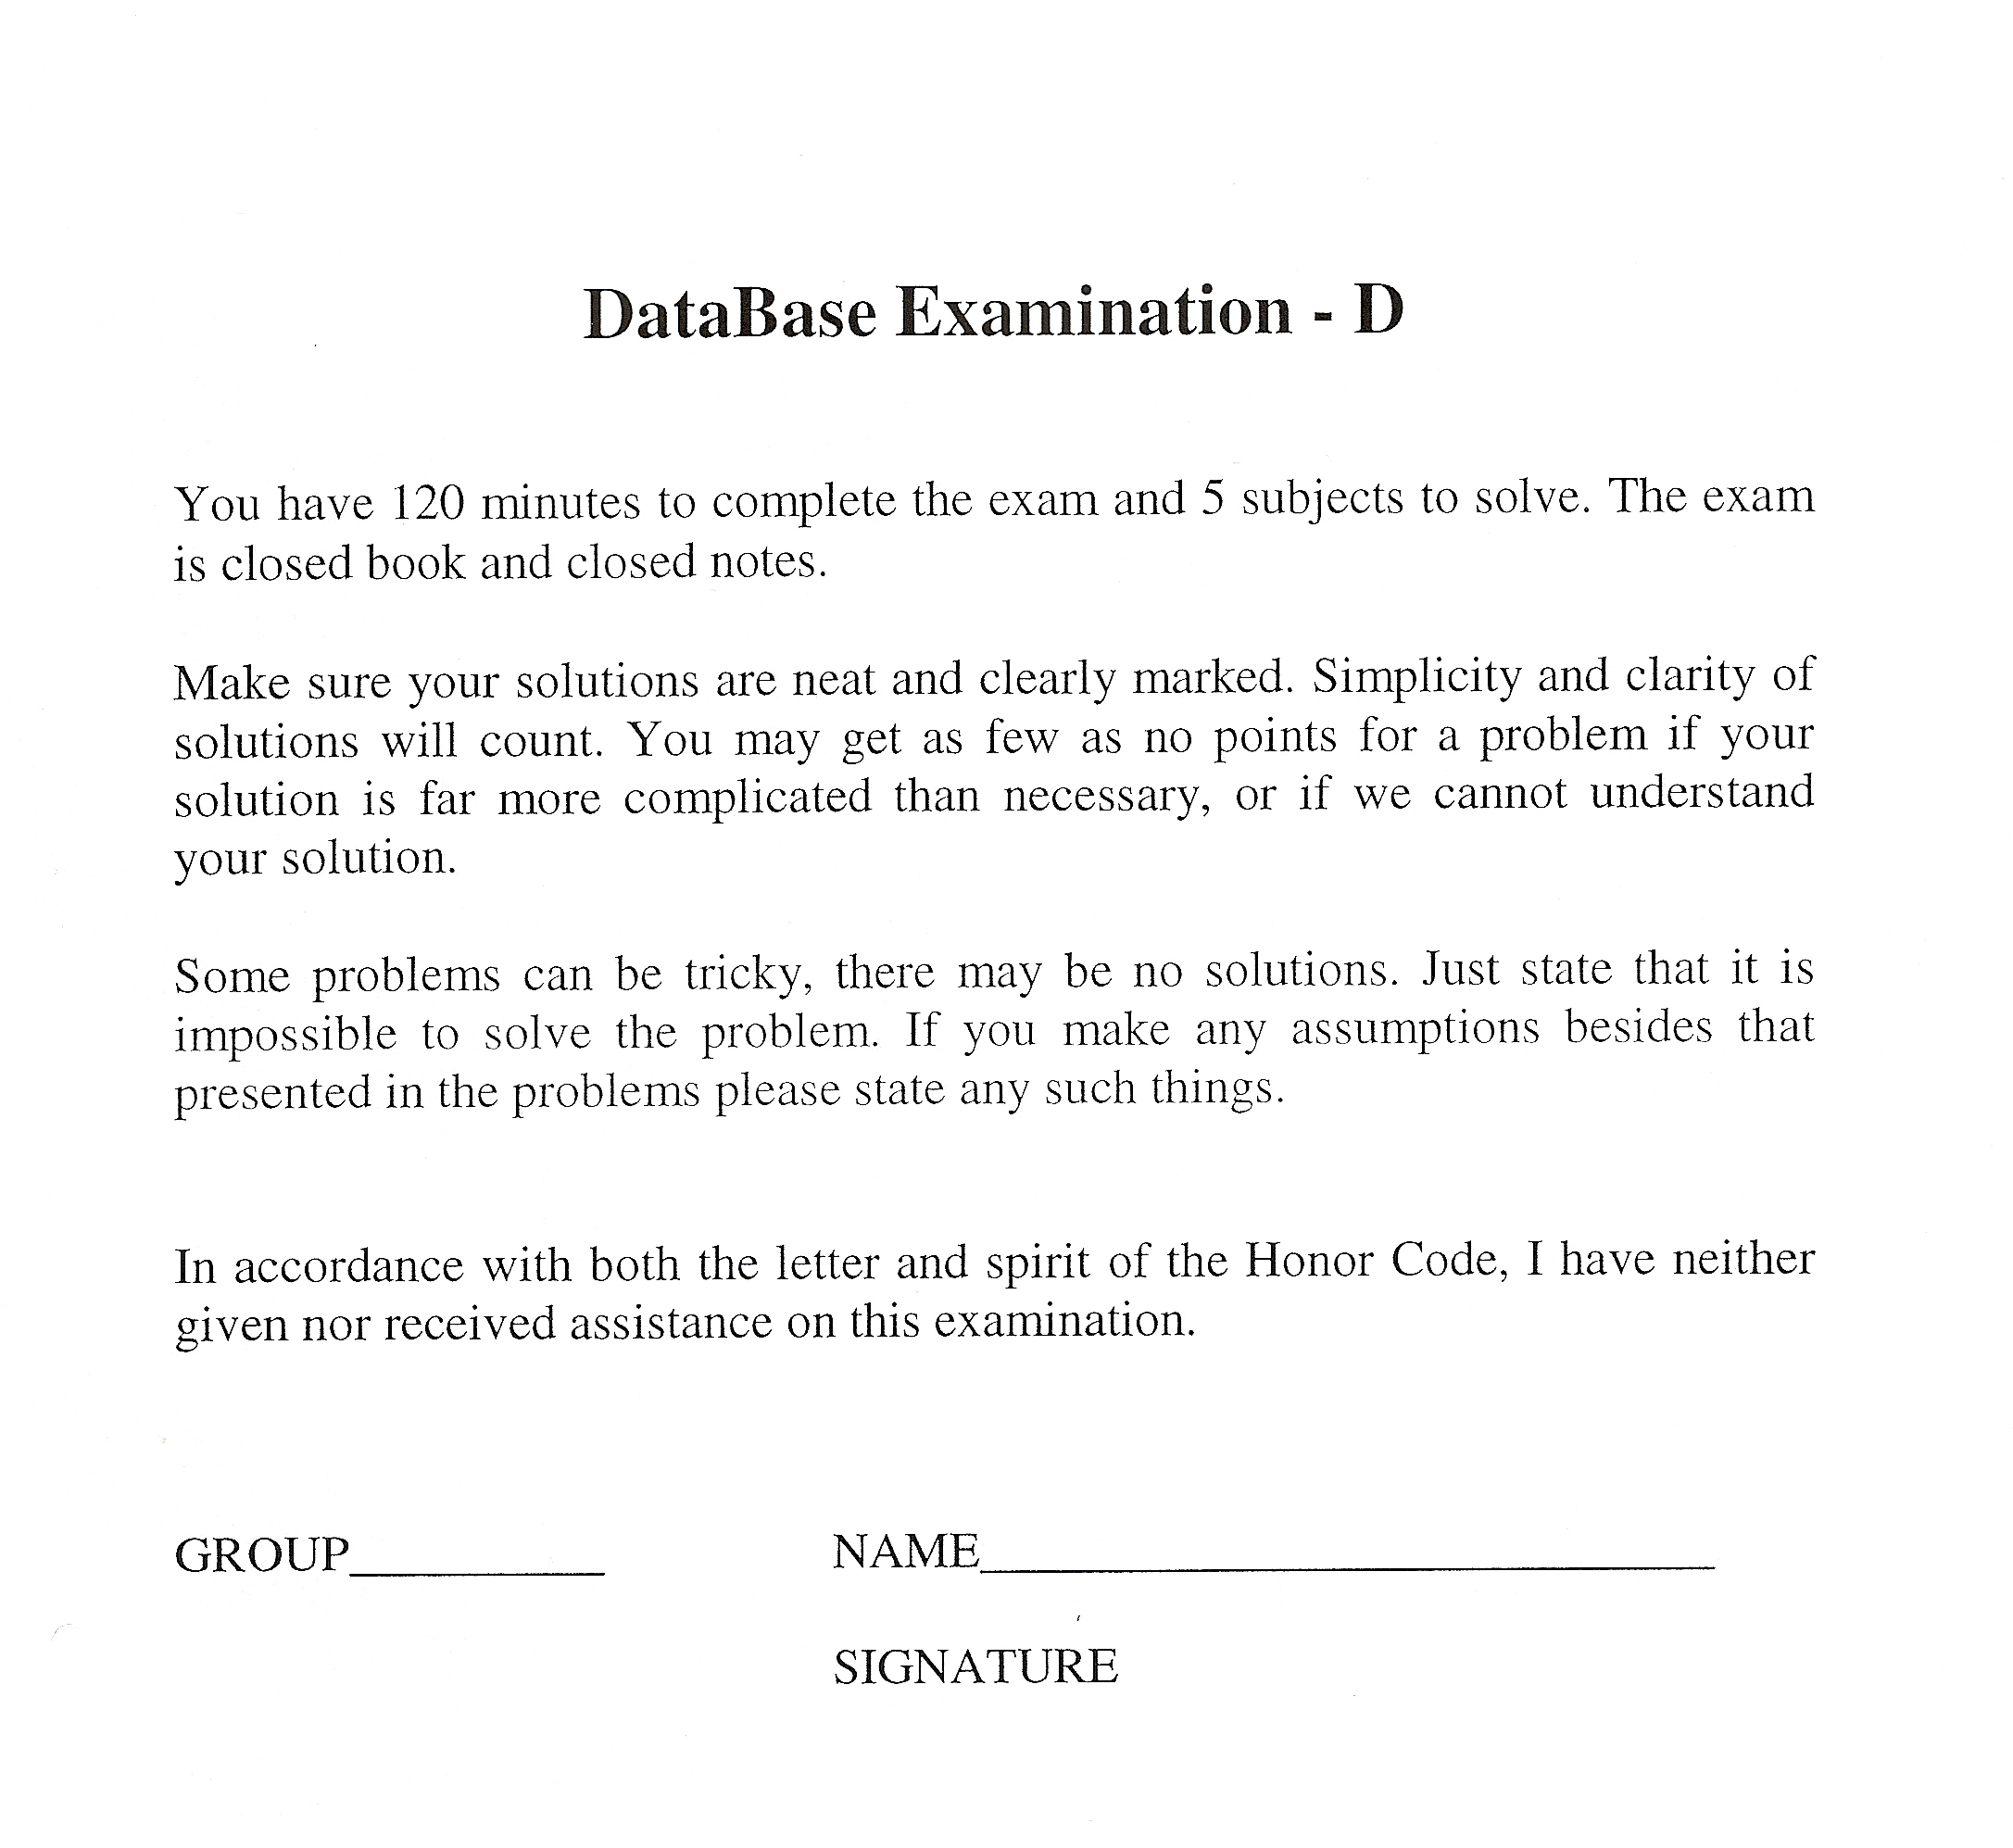 DataBase Examination - D
You have 120 minutes to complete the exam and 5 subjects to solve. The exam
is closed book and closed notes.
Make sure your solutions are neat and clearly marked. Simplicity and clarity of
solutions will count. You may get as few as no points for a problem if your
solution is far more complicated than necessary, or if we cannot understand
your solution.
Some problems can be tricky, there may be no solutions. Just state that it is
impossible to solve the problem. If you make any assumptions besides that
presented in the problems please state any such things.
In accordance with both the letter and spirit of the Honor Code, I have neither
given nor received assistance on this examination.
GROUP__________ NAME______________________________
SIGNATURE